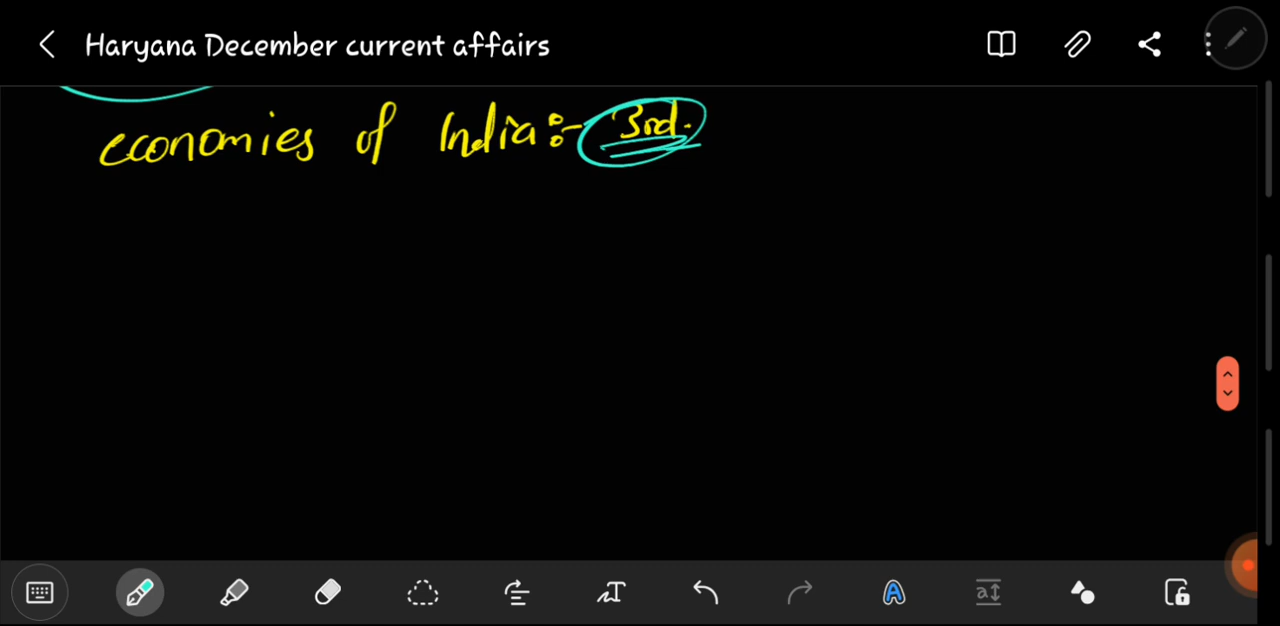 Haryana December current affairs
economies of India:- 3rd.